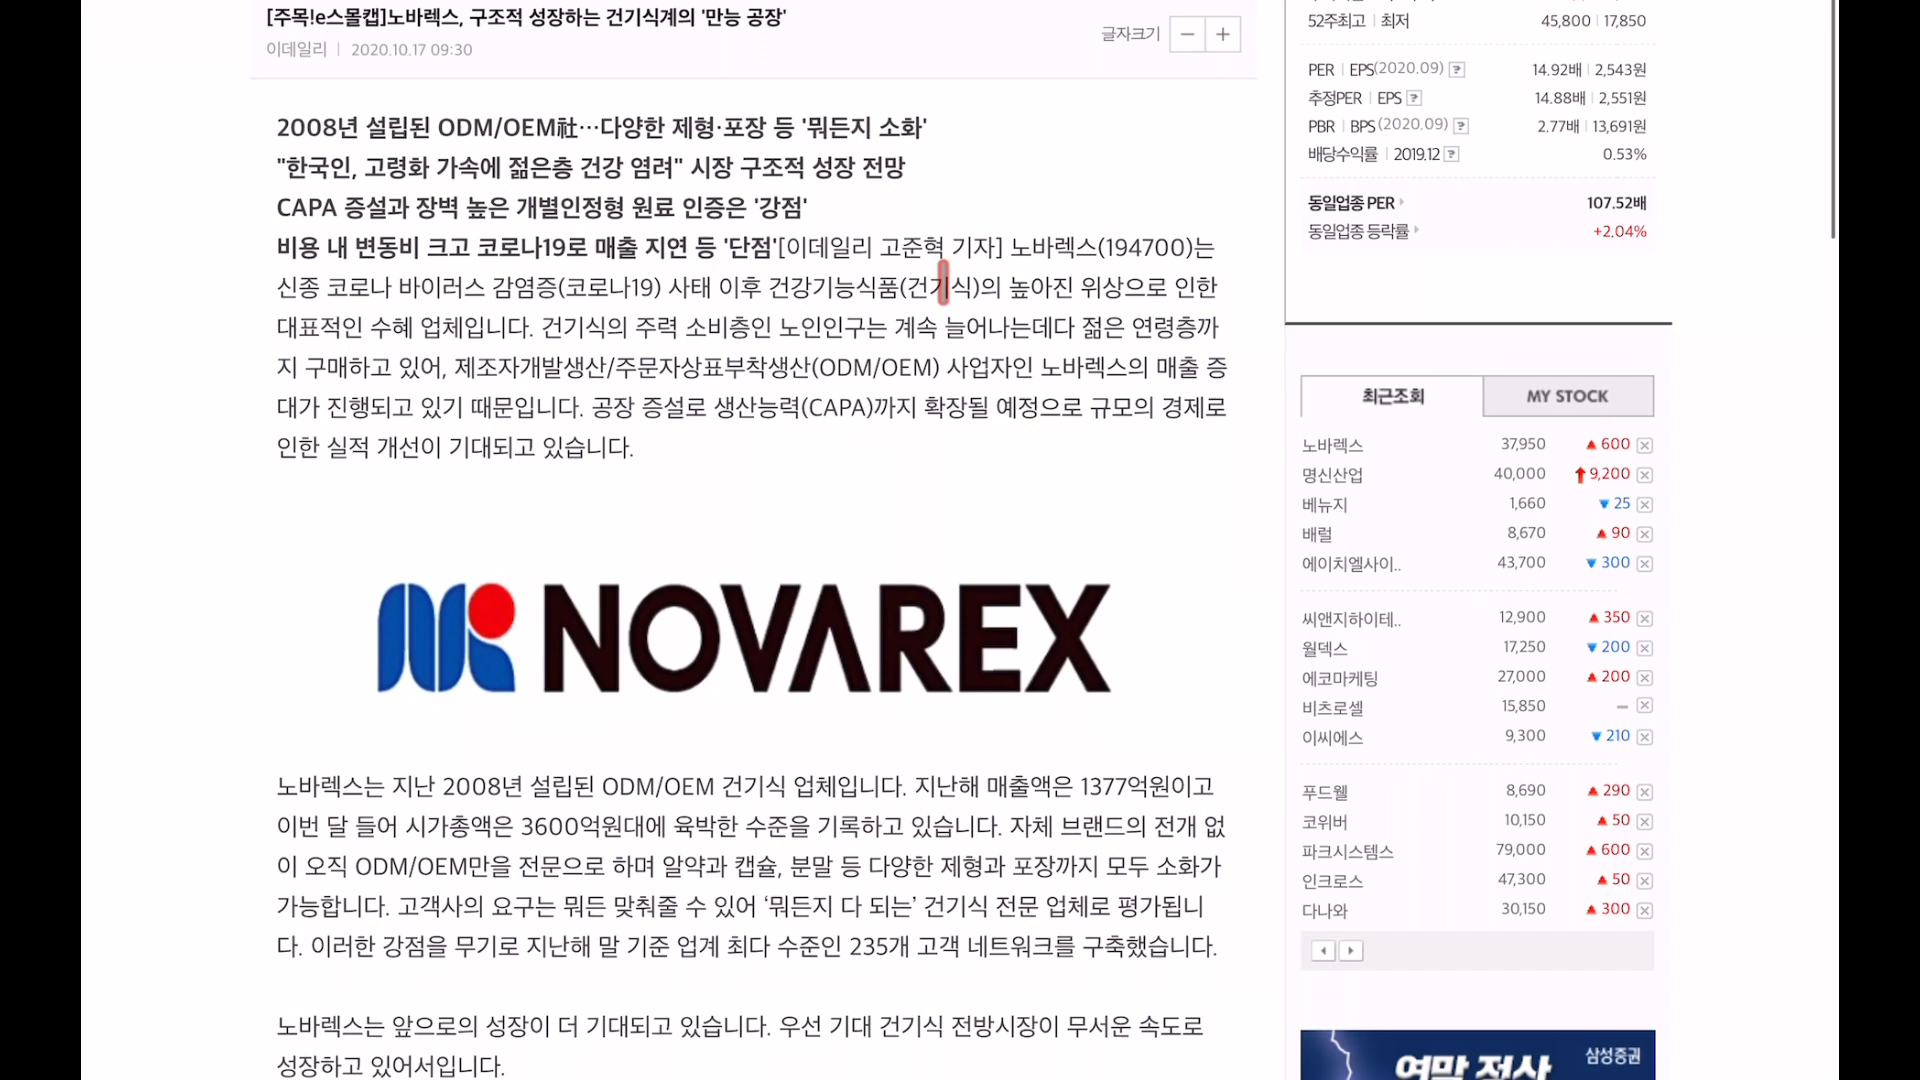 [주목!e스몰캡]노바렉스, 구조적 성장하는 건기식계의 '만능 공장'
이데일리 | 2020.10.17 09:30
글자크기 − +
2008년 설립된 ODM/OEM社…다양한 제형·포장 등 '뭐든지 소화'
"한국인, 고령화 가속에 젊은층 건강 염려" 시장 구조적 성장 전망
CAPA 증설과 장벽 높은 개별인정형 원료 인증은 '강점'
비용 내 변동비 크고 코로나19로 매출 지연 등 '단점'[이데일리 고준혁 기자] 노바렉스(194700)는
신종 코로나 바이러스 감염증(코로나19) 사태 이후 건강기능식품(건기식)의 높아진 위상으로 인한
대표적인 수혜 업체입니다. 건기식의 주력 소비층인 노인인구는 계속 늘어나는데다 젊은 연령층까
지 구매하고 있어, 제조자개발생산/주문자상표부착생산(ODM/OEM) 사업자인 노바렉스의 매출 증
대가 진행되고 있기 때문입니다. 공장 증설로 생산능력(CAPA)까지 확장될 예정으로 규모의 경제로
인한 실적 개선이 기대되고 있습니다.
NOVAREX
노바렉스는 지난 2008년 설립된 ODM/OEM 건기식 업체입니다. 지난해 매출액은 1377억원이고
이번 달 들어 시가총액은 3600억원대에 육박한 수준을 기록하고 있습니다. 자체 브랜드의 전개 없
이 오직 ODM/OEM만을 전문으로 하며 알약과 캡슐, 분말 등 다양한 제형과 포장까지 모두 소화가
가능합니다. 고객사의 요구는 뭐든 맞춰줄 수 있어 ‘뭐든지 다 되는’ 건기식 전문 업체로 평가됩니
다. 이러한 강점을 무기로 지난해 말 기준 업계 최다 수준인 235개 고객 네트워크를 구축했습니다.
노바렉스는 앞으로의 성장이 더 기대되고 있습니다. 우선 기대 건기식 전방시장이 무서운 속도로
성장하고 있어서입니다.
52주최고 | 최저 45,800 | 17,850
PER | EPS(2020.09) ? 14.92배 | 2,543원
추정PER | EPS ? 14.88배 | 2,551원
PBR | BPS (2020.09) ? 2.77배 | 13,691원
배당수익률 | 2019.12 ? 0.53%
동일업종 PER 107.52배
동일업종 등락률 +2.04%
최근조회 MY STOCK
노바렉스 37,950 ▲ 600
명신산업 40,000 ↑ 9,200
베뉴지 1,660 ▼ 25
배럴 8,670 ▲ 90
에이치엘사이.. 43,700 ▼ 300
씨앤지하이테.. 12,900 ▲ 350
월덱스 17,250 ▼ 200
에코마케팅 27,000 ▲ 200
비츠로셀 15,850 −
이씨에스 9,300 ▼ 210
푸드웰 8,690 ▲ 290
코위버 10,150 ▲ 50
파크시스템스 79,000 ▲ 600
인크로스 47,300 ▲ 50
다나와 30,150 ▲ 300
삼성증권